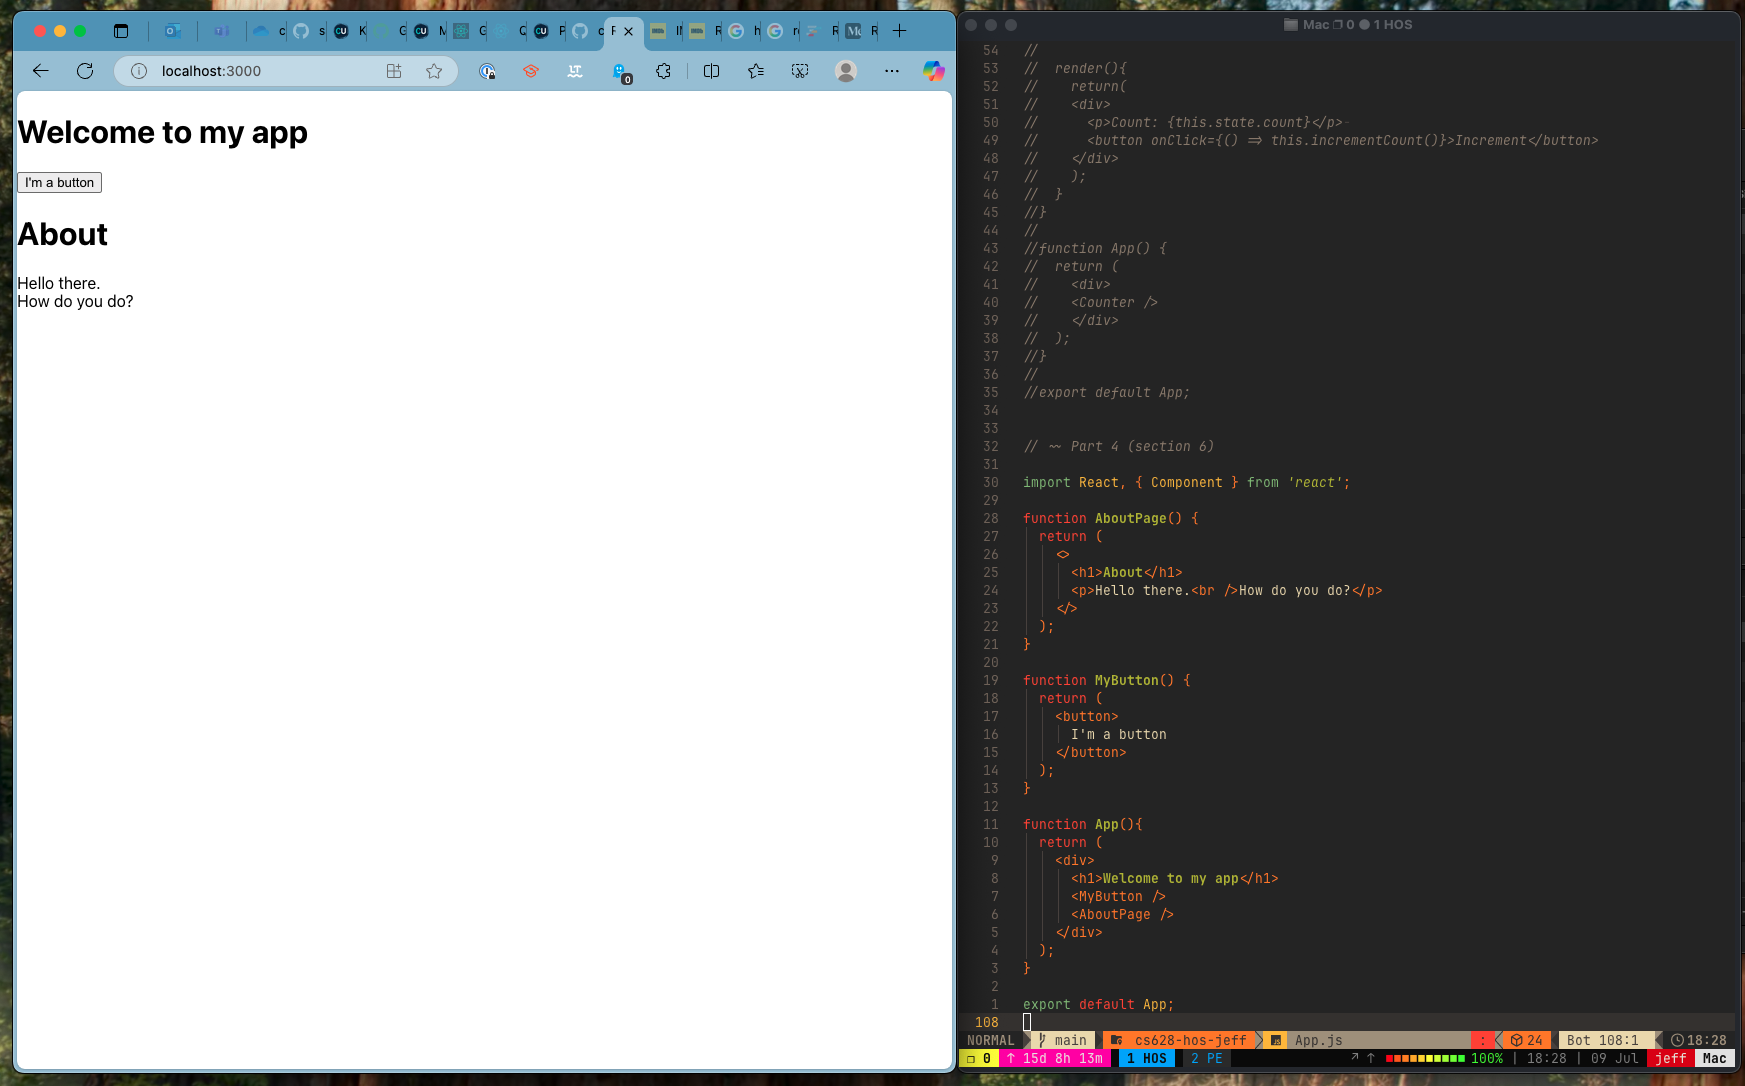 localhost:3000
0
Welcome to my app
I'm a button
About
Hello there.
How do you do?
Mac 0 1 HOS
54 //
53 //  render(){
52 //    return(
51 //    <div>
50 //      <p>Count: {this.state.count}</p>-
49 //      <button onClick={() => this.incrementCount()}>Increment</button>
48 //    </div>
47 //    );
46 //  }
45 //}
44 //
43 //function App() {
42 //  return (
41 //    <div>
40 //    <Counter />
39 //    </div>
38 //  );
37 //}
36 //
35 //export default App;
34
33
32 // ~~ Part 4 (section 6)
31
30 import React, { Component } from 'react';
29
28 function AboutPage() {
27   return (
26     <>
25       <h1>About</h1>
24       <p>Hello there.<br />How do you do?</p>
23     </>
22   );
21 }
20
19 function MyButton() {
18   return (
17     <button>
16       I'm a button
15     </button>
14   );
13 }
12
11 function App(){
10   return (
9     <div>
8       <h1>Welcome to my app</h1>
7       <MyButton />
6       <AboutPage />
5     </div>
4   );
3 }
2
1 export default App;
108
NORMAL main cs628-hos-jeff App.js : 24 Bot 108:1 18:28
0 ↑ 15d 8h 13m 1 HOS 2 PE ↗ ↑ 100% | 18:28 | 09 Jul jeff Mac